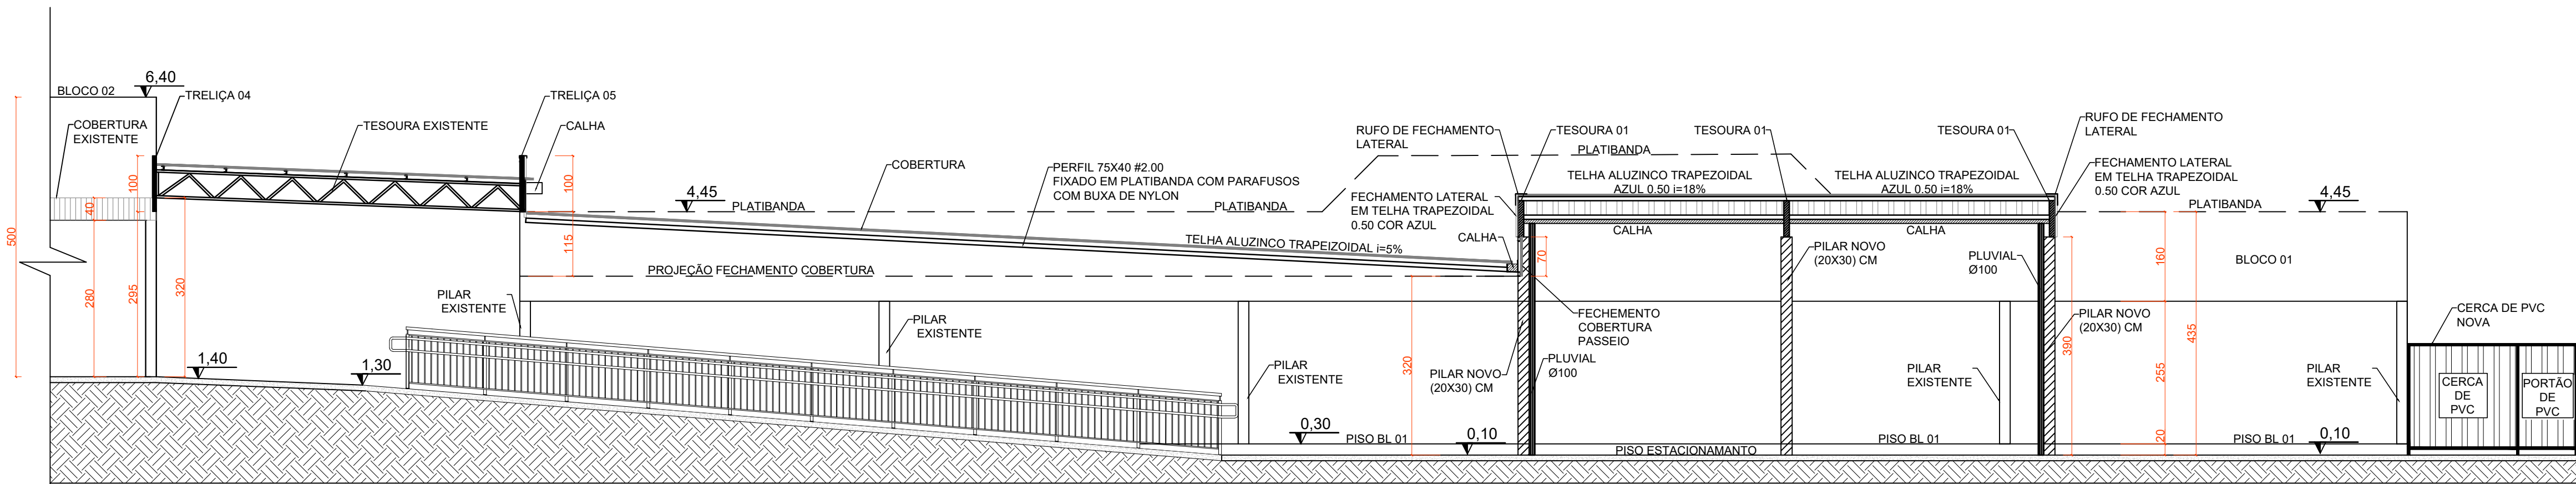 6,40
BLOCO 02
TRELIÇA 04
TRELIÇA 05
COBERTURA
EXISTENTE
TESOURA EXISTENTE
CALHA
100
40
500
280
295
320
1,40
1,30
100
115
4,45
PLATIBANDA
COBERTURA
PERFIL 75X40 #2.00
FIXADO EM PLATIBANDA COM PARAFUSOS
COM BUXA DE NYLON
PLATIBANDA
TELHA ALUZINCO TRAPEIZOIDAL i=5%
PROJEÇÃO FECHAMENTO COBERTURA
PILAR
EXISTENTE
PILAR
EXISTENTE
PILAR
EXISTENTE
0,30
PISO BL 01
320
0,10
RUFO DE FECHAMENTO
LATERAL
TESOURA 01
TESOURA 01
TESOURA 01
PLATIBANDA
RUFO DE FECHAMENTO
LATERAL
TELHA ALUZINCO TRAPEZOIDAL
AZUL 0.50 i=18%
TELHA ALUZINCO TRAPEZOIDAL
AZUL 0.50 i=18%
FECHAMENTO LATERAL
EM TELHA TRAPEZOIDAL
0.50 COR AZUL
FECHAMENTO LATERAL
EM TELHA TRAPEZOIDAL
0.50 COR AZUL
CALHA
CALHA
CALHA
70
PILAR NOVO
(20X30) CM
PLUVIAL
Ø100
FECHEMENTO
COBERTURA
PASSEIO
PLUVIAL
Ø100
PILAR NOVO
(20X30) CM
PILAR NOVO
(20X30) CM
PILAR
EXISTENTE
PISO BL 01
PISO ESTACIONAMANTO
390
4,45
PLATIBANDA
160
435
255
20
BLOCO 01
PISO BL 01
0,10
PILAR
EXISTENTE
CERCA DE PVC
NOVA
CERCA
DE
PVC
PORTÃO
DE
PVC